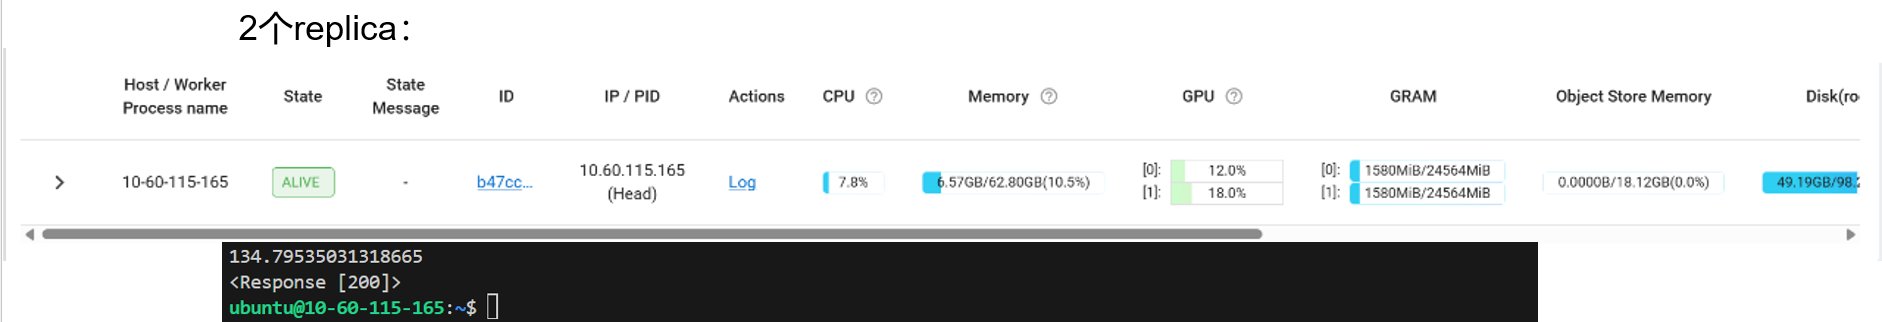 2个replica：
Host / Worker Process name State State Message ID IP / PID Actions CPU Memory GPU GRAM Object Store Memory Disk(ro
10-60-115-165 ALIVE - b47cc... 10.60.115.165 (Head) Log 7.8% 6.57GB/62.80GB(10.5%) [0]: 12.0% [1]: 18.0% [0]: 1580MiB/24564MiB [1]: 1580MiB/24564MiB 0.0000B/18.12GB(0.0%) 49.19GB/98.2
134.79535031318665
<Response [200]>
ubuntu@10-60-115-165:~$